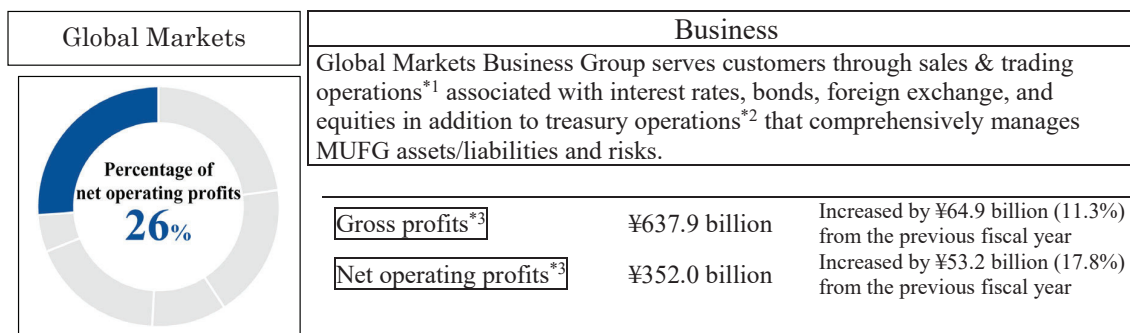 Global Markets
Percentage of
net operating profits
26%
Business
Global Markets Business Group serves customers through sales & trading
operations*1 associated with interest rates, bonds, foreign exchange, and
equities in addition to treasury operations*2 that comprehensively manages
MUFG assets/liabilities and risks.
Gross profits*3 ¥637.9 billion Increased by ¥64.9 billion (11.3%)
from the previous fiscal year
Net operating profits*3 ¥352.0 billion Increased by ¥53.2 billion (17.8%)
from the previous fiscal year